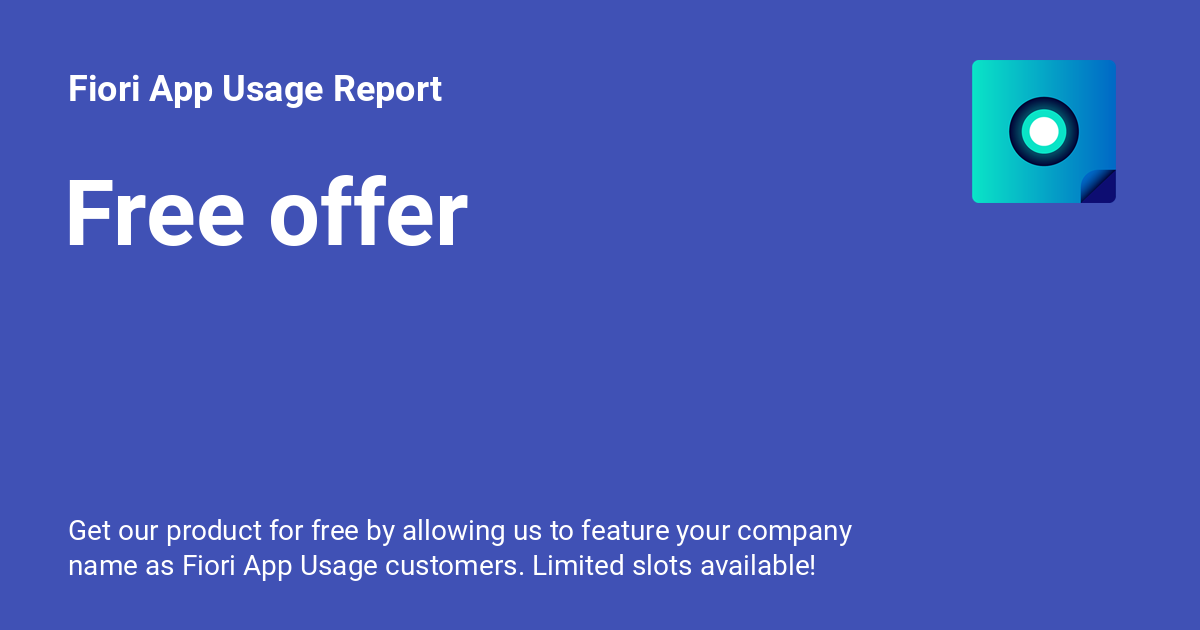 Fiori App Usage Report
Free offer
Get our product for free by allowing us to feature your company
name as Fiori App Usage customers. Limited slots available!